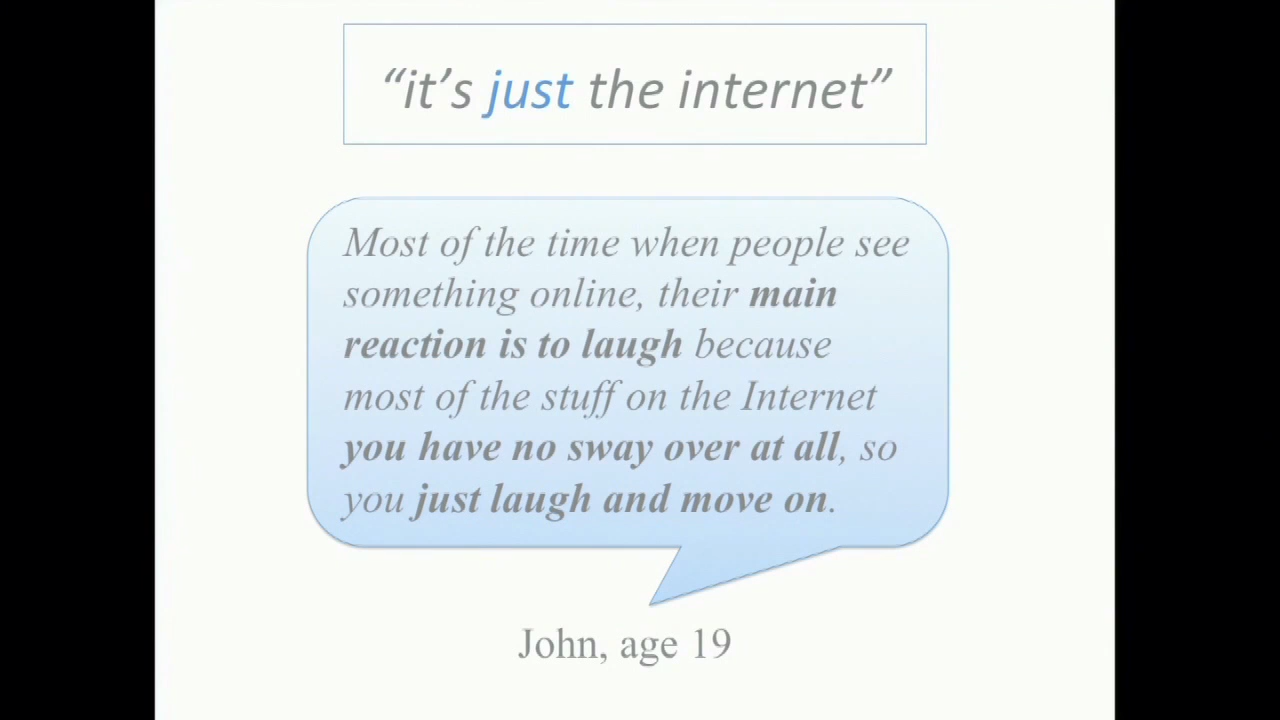 “it’s just the internet”
Most of the time when people see
something online, their main
reaction is to laugh because
most of the stuff on the Internet
you have no sway over at all, so
you just laugh and move on.
John, age 19